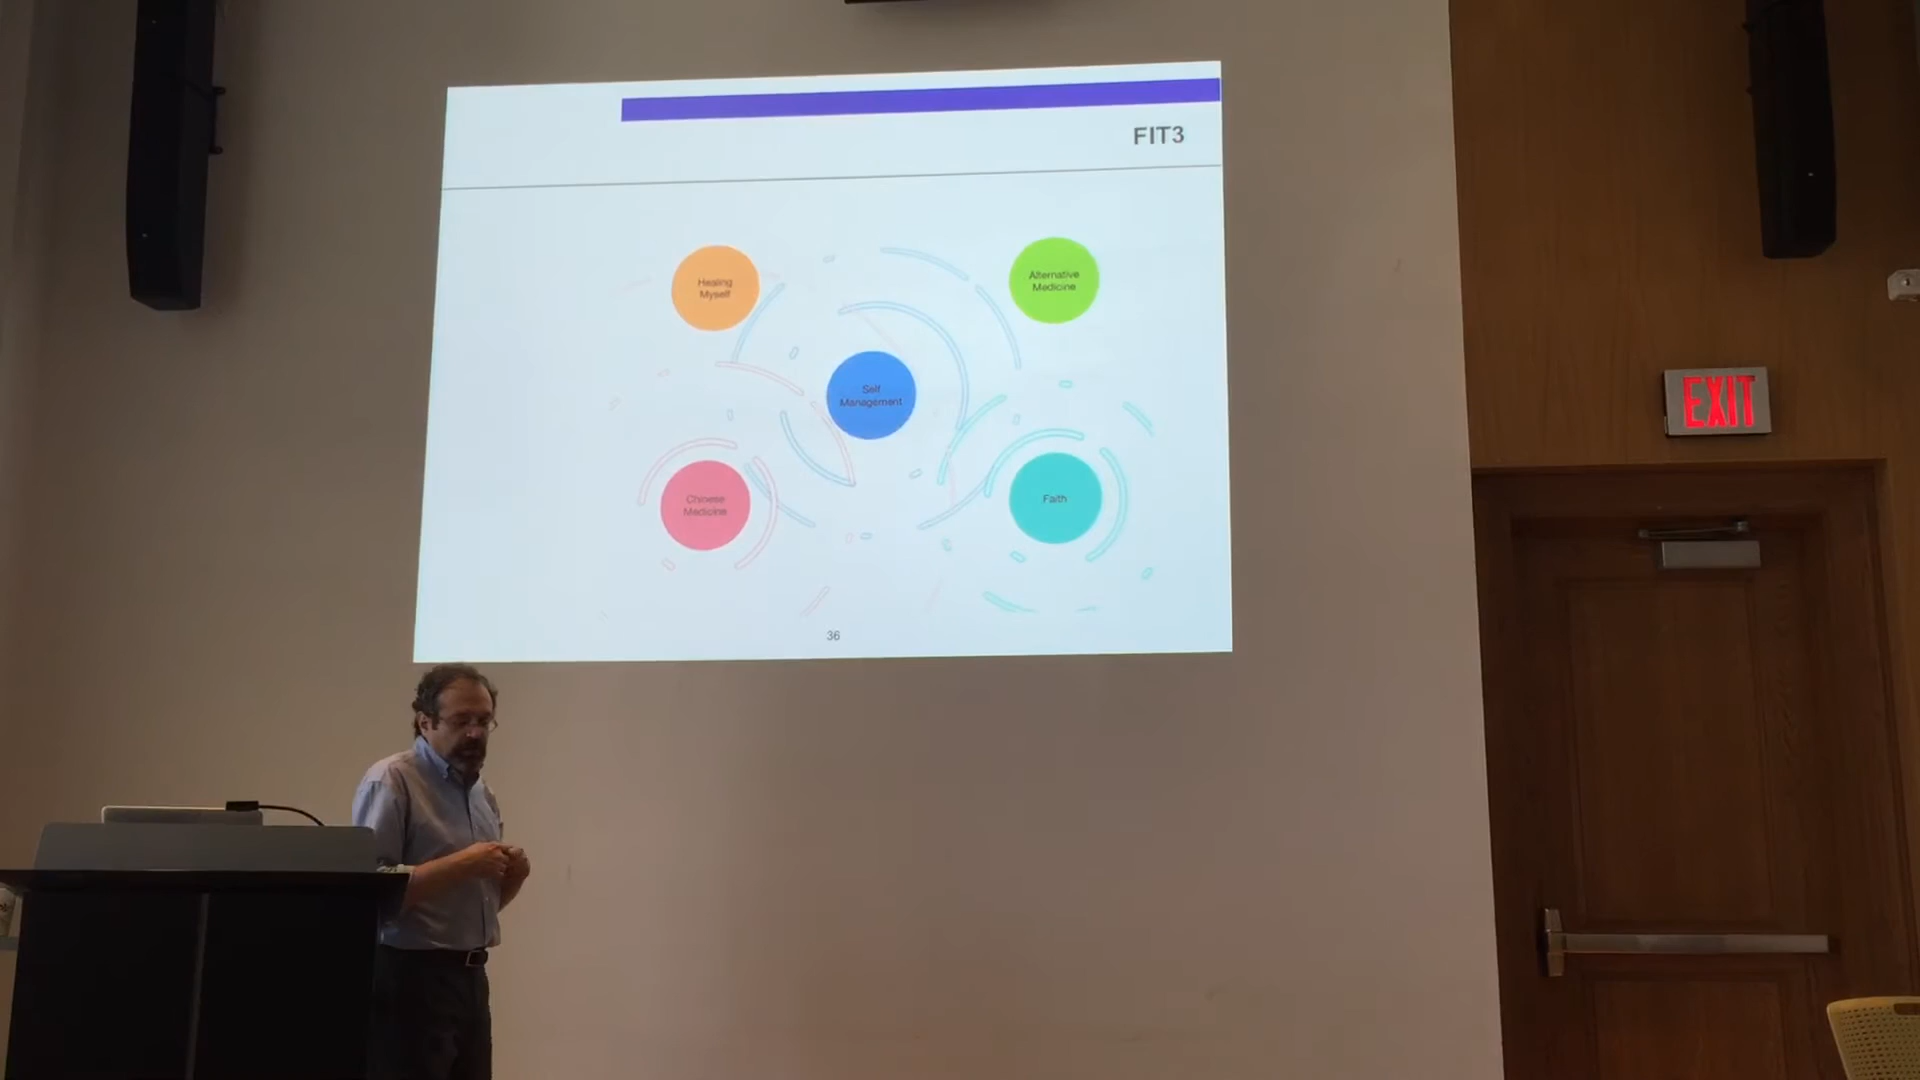 FIT3
Healing
Myself
Alternative
Medicine
Self
Management
Chinese
Medicine
Faith
36
EXIT